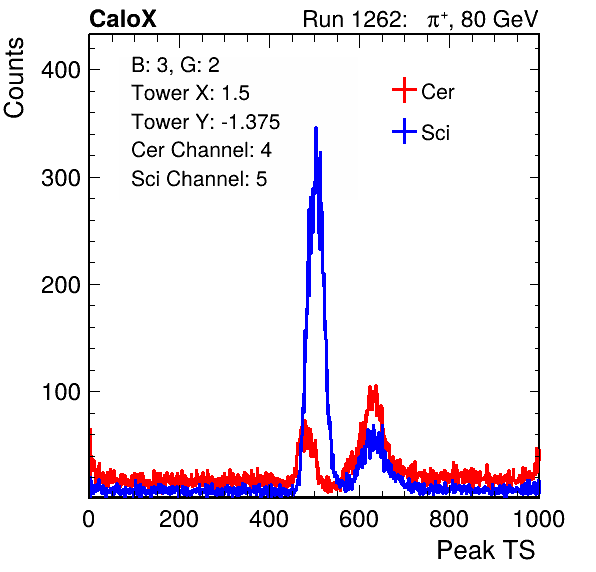 CaloX Run 1262: π⁺, 80 GeV
Counts
B: 3, G: 2
Tower X: 1.5
Tower Y: -1.375
Cer Channel: 4
Sci Channel: 5
Cer
Sci
400
300
200
100
0 200 400 600 800 1000
Peak TS